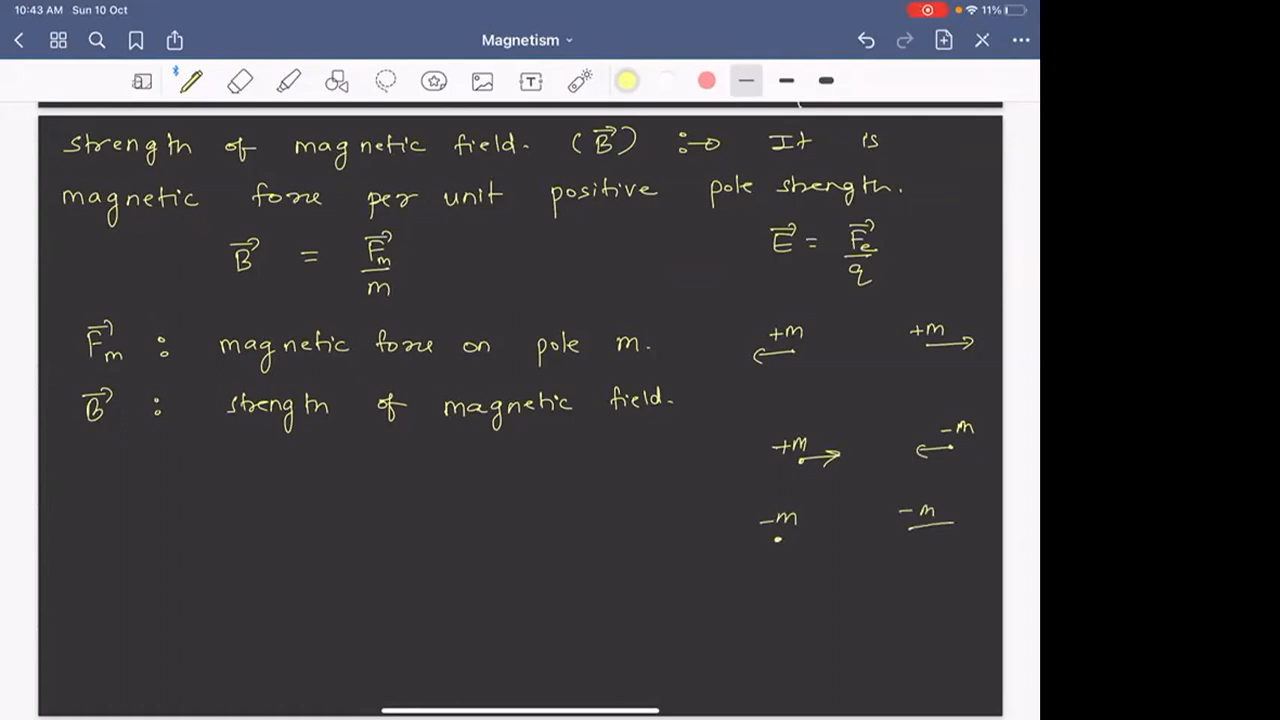 10:43 AM Sun 10 Oct
11%
Magnetism
strength of magnetic field. (B⃗) :→ It is
magnetic force per unit positive pole strength.
B⃗ = F⃗m/m
E⃗ = F⃗e/q
F⃗m : magnetic force on pole m.
+m +m
B⃗ : strength of magnetic field.
+m -m
-m -m